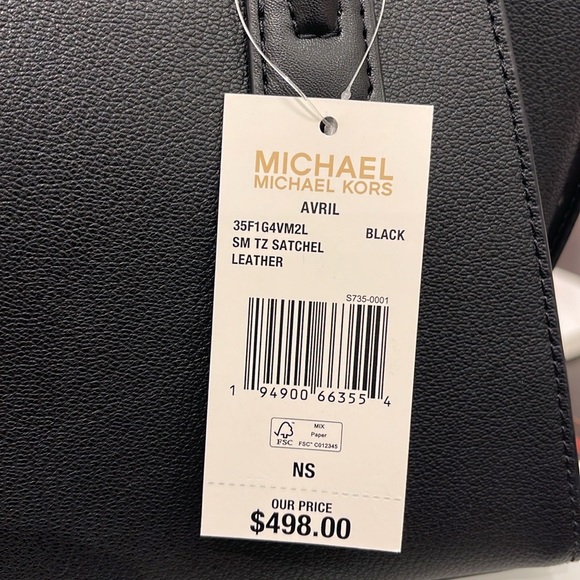 MICHAEL
MICHAEL KORS
AVRIL
35F1G4VM2L BLACK
SM TZ SATCHEL
LEATHER
S735-0001
1 94900 66355 4
FSC
MIX
Paper
FSC® C012345
NS
OUR PRICE
$498.00